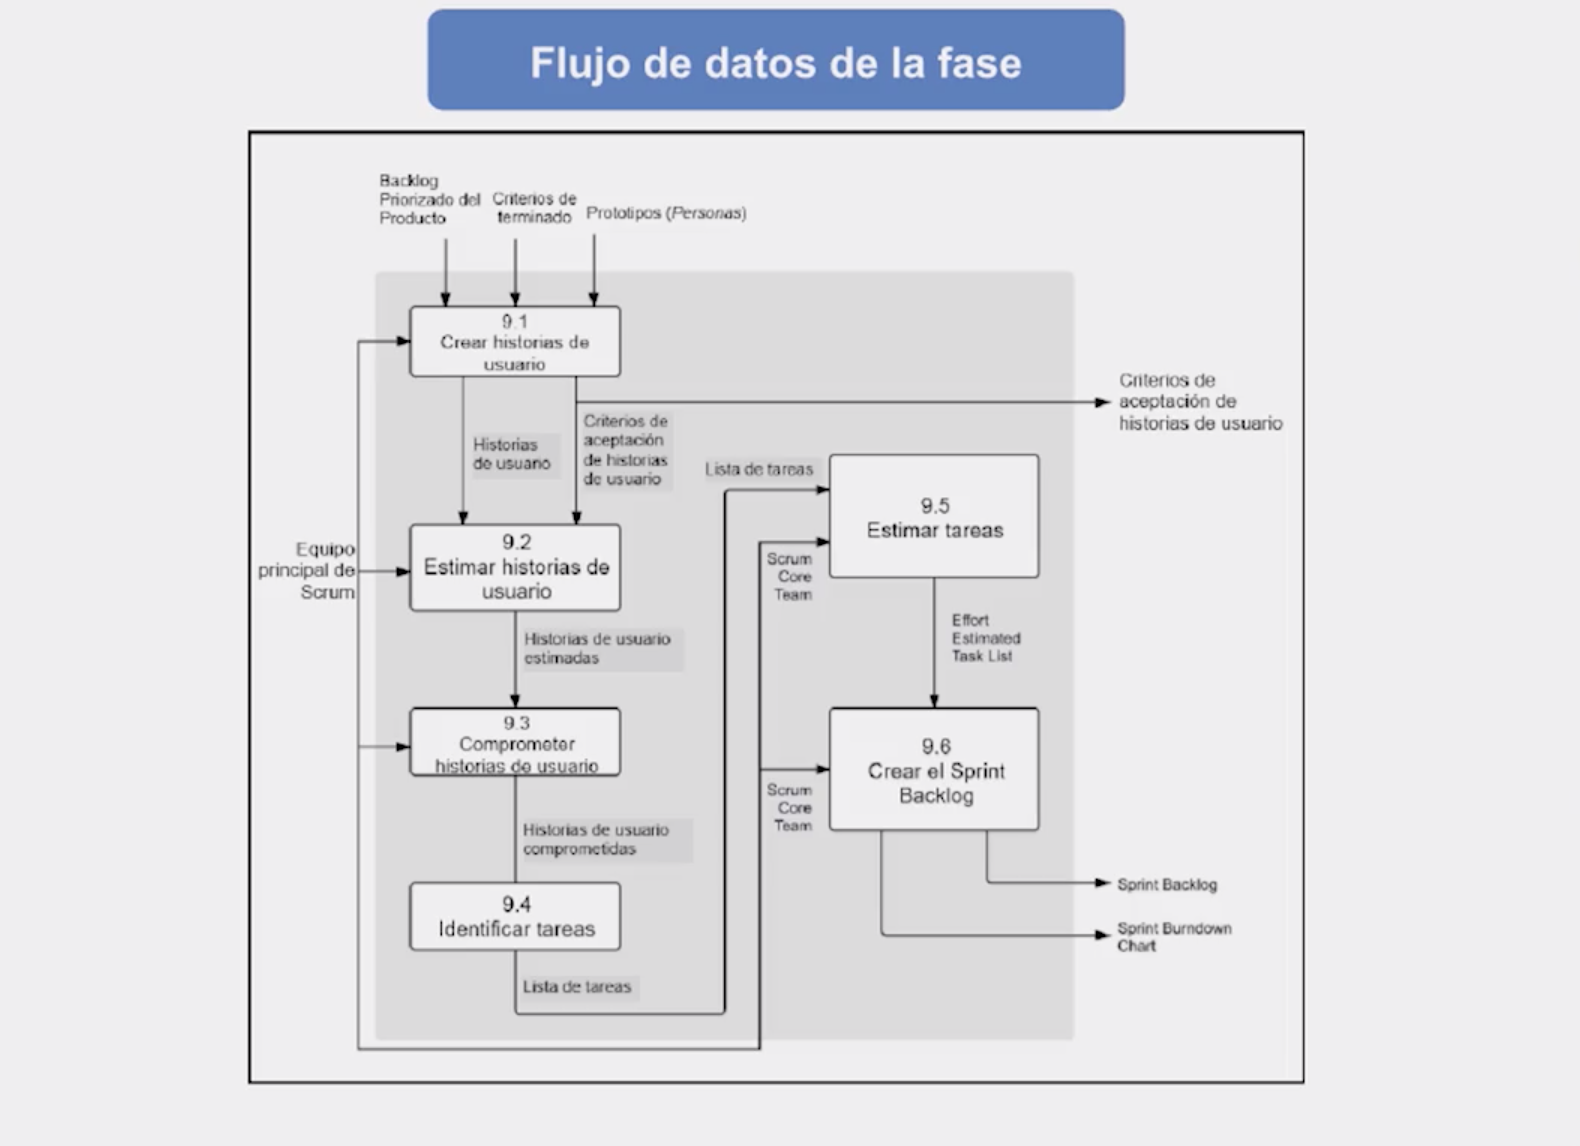 Flujo de datos de la fase
Backlog
Priorizado del
Producto
Criterios de
terminado
Prototipos (Personas)
9.1
Crear historias de
usuario
Criterios de
aceptación de
historias de usuario
Historias
de usuario
Criterios de
aceptación
de historias
de usuario
Lista de tareas
9.5
Estimar tareas
Equipo
principal de
Scrum
9.2
Estimar historias de
usuario
Scrum
Core
Team
Historias de usuario
estimadas
Effort
Estimated
Task List
9.3
Comprometer
historias de usuario
9.6
Crear el Sprint
Backlog
Scrum
Core
Team
Historias de usuario
comprometidas
9.4
Identificar tareas
Sprint Backlog
Sprint Burndown
Chart
Lista de tareas